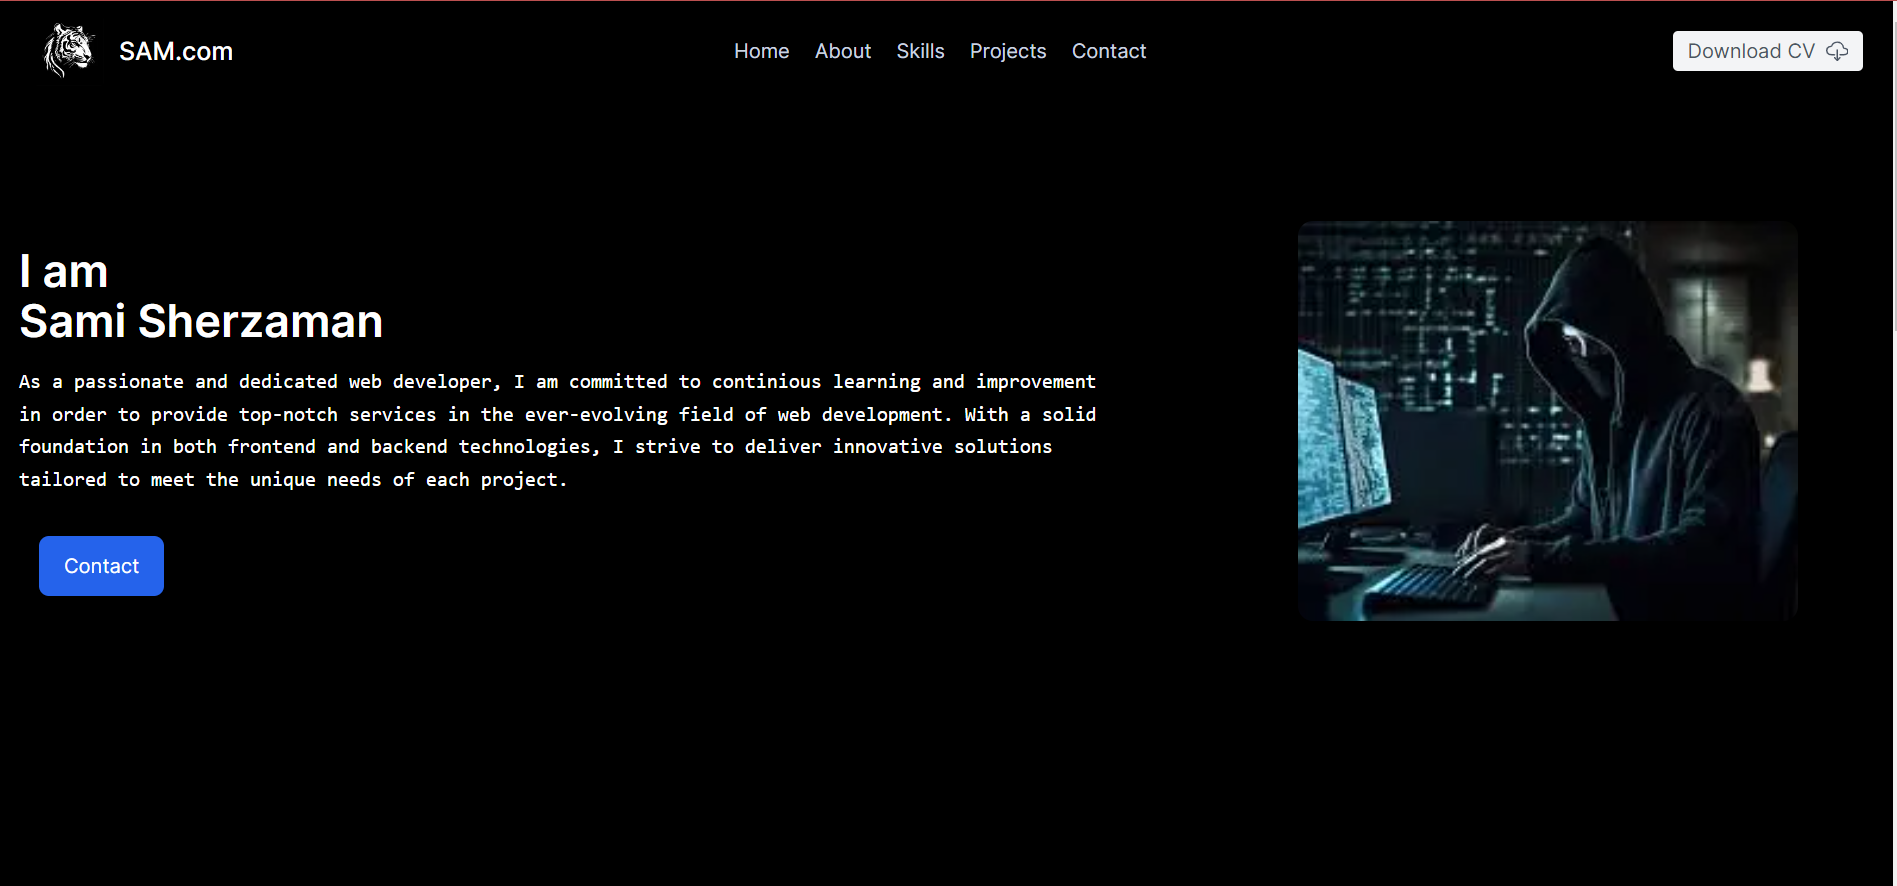 SAM.com
Home About Skills Projects Contact
Download CV
I am
Sami Sherzaman
As a passionate and dedicated web developer, I am committed to continious learning and improvement
in order to provide top-notch services in the ever-evolving field of web development. With a solid
foundation in both frontend and backend technologies, I strive to deliver innovative solutions
tailored to meet the unique needs of each project.
Contact